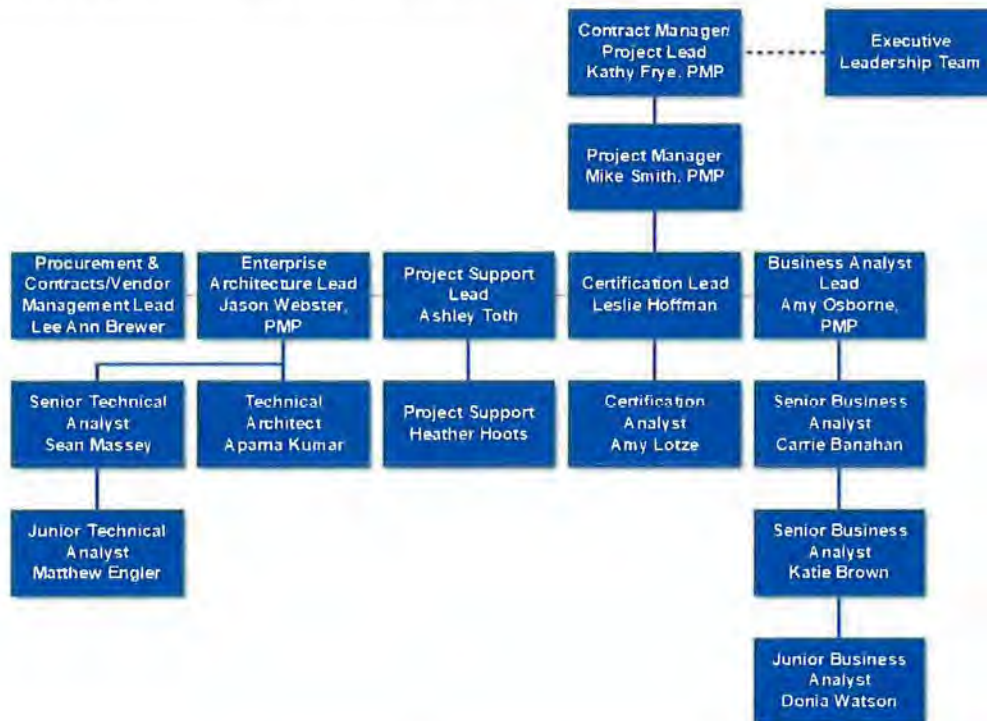 Contract Manager/
Project Lead
Kathy Frye, PMP
Executive
Leadership Team
Project Manager
Mike Smith, PMP
Procurement &
Contracts/Vendor
Management Lead
Lee Ann Brewer
Enterprise
Architecture Lead
Jason Webster,
PMP
Project Support
Lead
Ashley Toth
Certification Lead
Leslie Hoffman
Business Analyst
Lead
Amy Osborne,
PMP
Senior Technical
Analyst
Sean Massey
Technical
Architect
Aparna Kumar
Project Support
Heather Hoots
Certification
Analyst
Amy Lotze
Senior Business
Analyst
Carrie Banahan
Junior Technical
Analyst
Matthew Engler
Senior Business
Analyst
Katie Brown
Junior Business
Analyst
Donia Watson